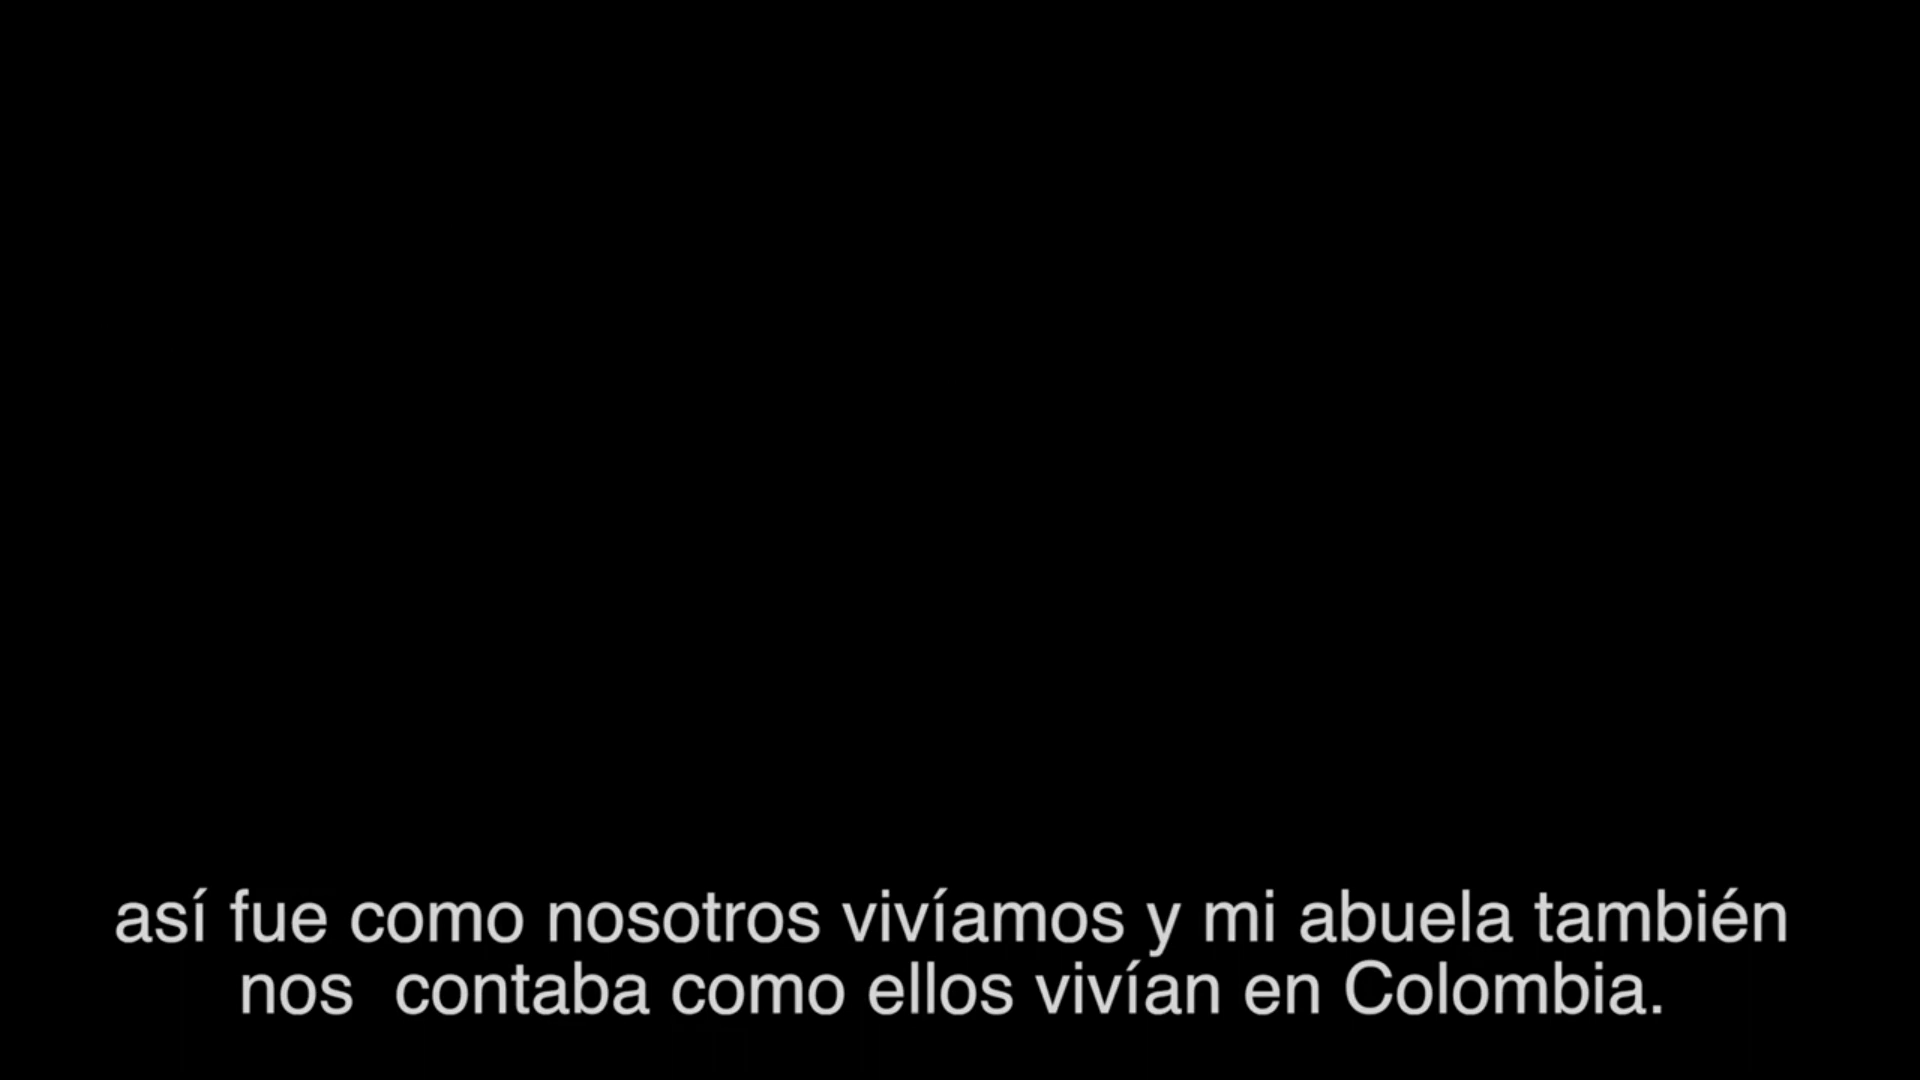 así fue como nosotros vivíamos y mi abuela también
nos  contaba como ellos vivían en Colombia.